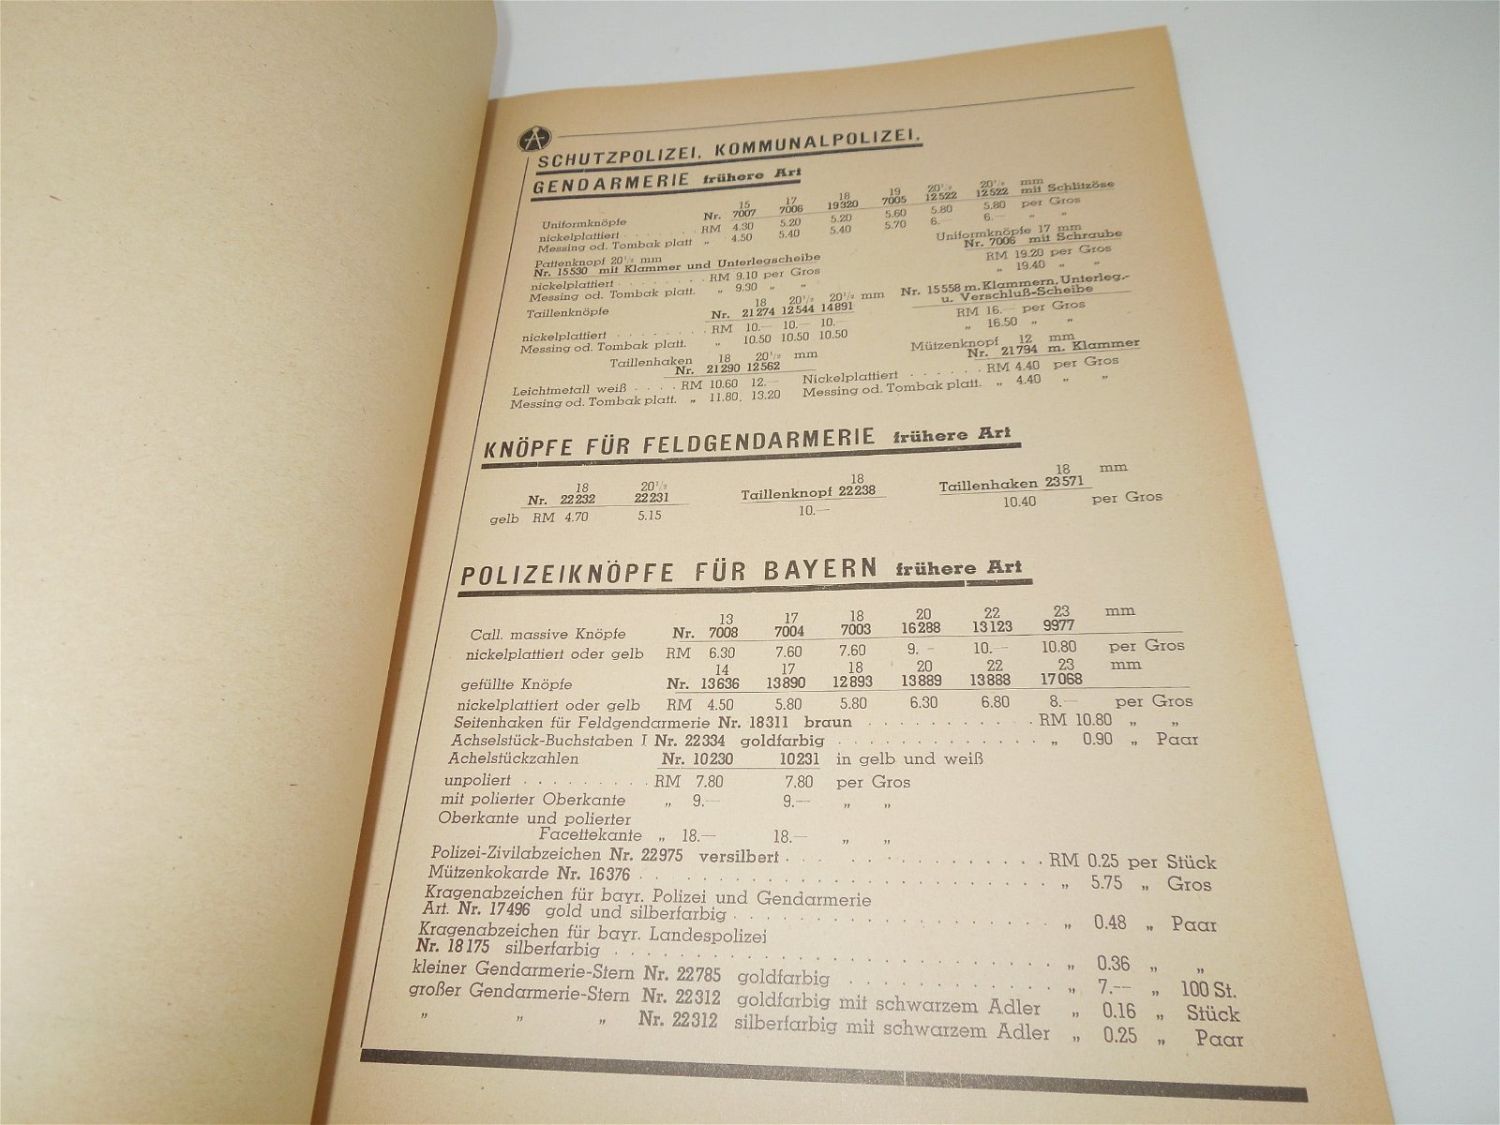 SCHUTZPOLIZEI. KOMMUNALPOLIZEI.
GENDARMERIE frühere Art
15 17 18 19 20½ 20½ mm
Uniformknöpfe Nr. 7007 7006 19320 7005 12522 12522 mit Schlitzöse
nickelplattiert . . . . . . . RM 4.30 5.20 5.20 5.60 5.80 5.80 per Gros
Messing od. Tombak platt „ 4.50 5.40 5.40 5.70 6.— 6.— „ „
Pattenknopf 20½ mm
Nr. 15530 mit Klammer und Unterlegscheibe
nickelplattiert . . . . . . . . RM 9.10 per Gros
Messing od. Tombak platt. „ 9.30 „ „
Uniformknöpfe 17 mm
Nr. 7006 mit Schraube
RM 19.20 per Gros
„ 19.40 „ „
18 20½ 20½ mm
Taillenknöpfe Nr. 21274 12544 14891
nickelplattiert . . . . . . . . RM 10.— 10.— 10.—
Messing od. Tombak platt. „ 10.50 10.50 10.50
Nr. 15558 m. Klammern, Unterleg.-
u. Verschluß-Scheibe
RM 16.— per Gros
„ 16.50 „ „
Taillenhaken 18 20½ mm
Nr. 21290 12562
Leichtmetall weiß . . . . RM 10.60 12.—
Messing od. Tombak platt. „ 11.80. 13.20
Mützenknopf 12 mm
Nr. 21794 m. Klammer
Nickelplattiert . . . . . . . RM 4.40 per Gros
Messing od. Tombak platt. „ 4.40 „ „
KNÖPFE FÜR FELDGENDARMERIE frühere Art
18 20½ 18 18 mm
Nr. 22232 22231 Taillenknopf 22238 Taillenhaken 23571
gelb RM 4.70 5.15 10.— 10.40 per Gros
POLIZEIKNÖPFE FÜR BAYERN frühere Art
13 17 18 20 22 23 mm
Call. massive Knöpfe Nr. 7008 7004 7003 16288 13123 9977
nickelplattiert oder gelb RM 6.30 7.60 7.60 9.— 10.— 10.80 per Gros
14 17 18 20 22 23 mm
gefüllte Knöpfe Nr. 13636 13890 12893 13889 13888 17068
nickelplattiert oder gelb RM 4.50 5.80 5.80 6.30 6.80 8.— per Gros
Seitenhaken für Feldgendarmerie Nr. 18311 braun . . . . . . . . . . RM 10.80 „ „
Achselstück-Buchstaben I Nr. 22334 goldfarbig . . . . . . . . . . . . . „ 0.90 „ Paar
Achelstückzahlen Nr. 10230 10231 in gelb und weiß
unpoliert . . . . . . . . . RM 7.80 7.80 per Gros
mit polierter Oberkante „ 9.— 9.— „ „
Oberkante und polierter
Facettekante „ 18.— 18.— „ „
Polizei-Zivilabzeichen Nr. 22975 versilbert . . . . . . . . . . . . . . RM 0.25 per Stück
Mützenkokarde Nr. 16376 . . . . . . . . . . . . . . . . . . . . . . . „ 5.75 „ Gros
Kragenabzeichen für bayr. Polizei und Gendarmerie
Art. Nr. 17496 gold und silberfarbig . . . . . . . . . . . . . . . . . „ 0.48 „ Paar
Kragenabzeichen für bayr. Landespolizei
Nr. 18175 silberfarbig . . . . . . . . . . . . . . . . . . . . . . . . „ 0.36 „ „
kleiner Gendarmerie-Stern Nr. 22785 goldfarbig . . . . . . . . . . . . „ 7.-- „ 100 St.
großer Gendarmerie-Stern Nr. 22312 goldfarbig mit schwarzem Adler „ 0.16 „ Stück
„ „ „ Nr. 22312 silberfarbig mit schwarzem Adler „ 0.25 „ Paar